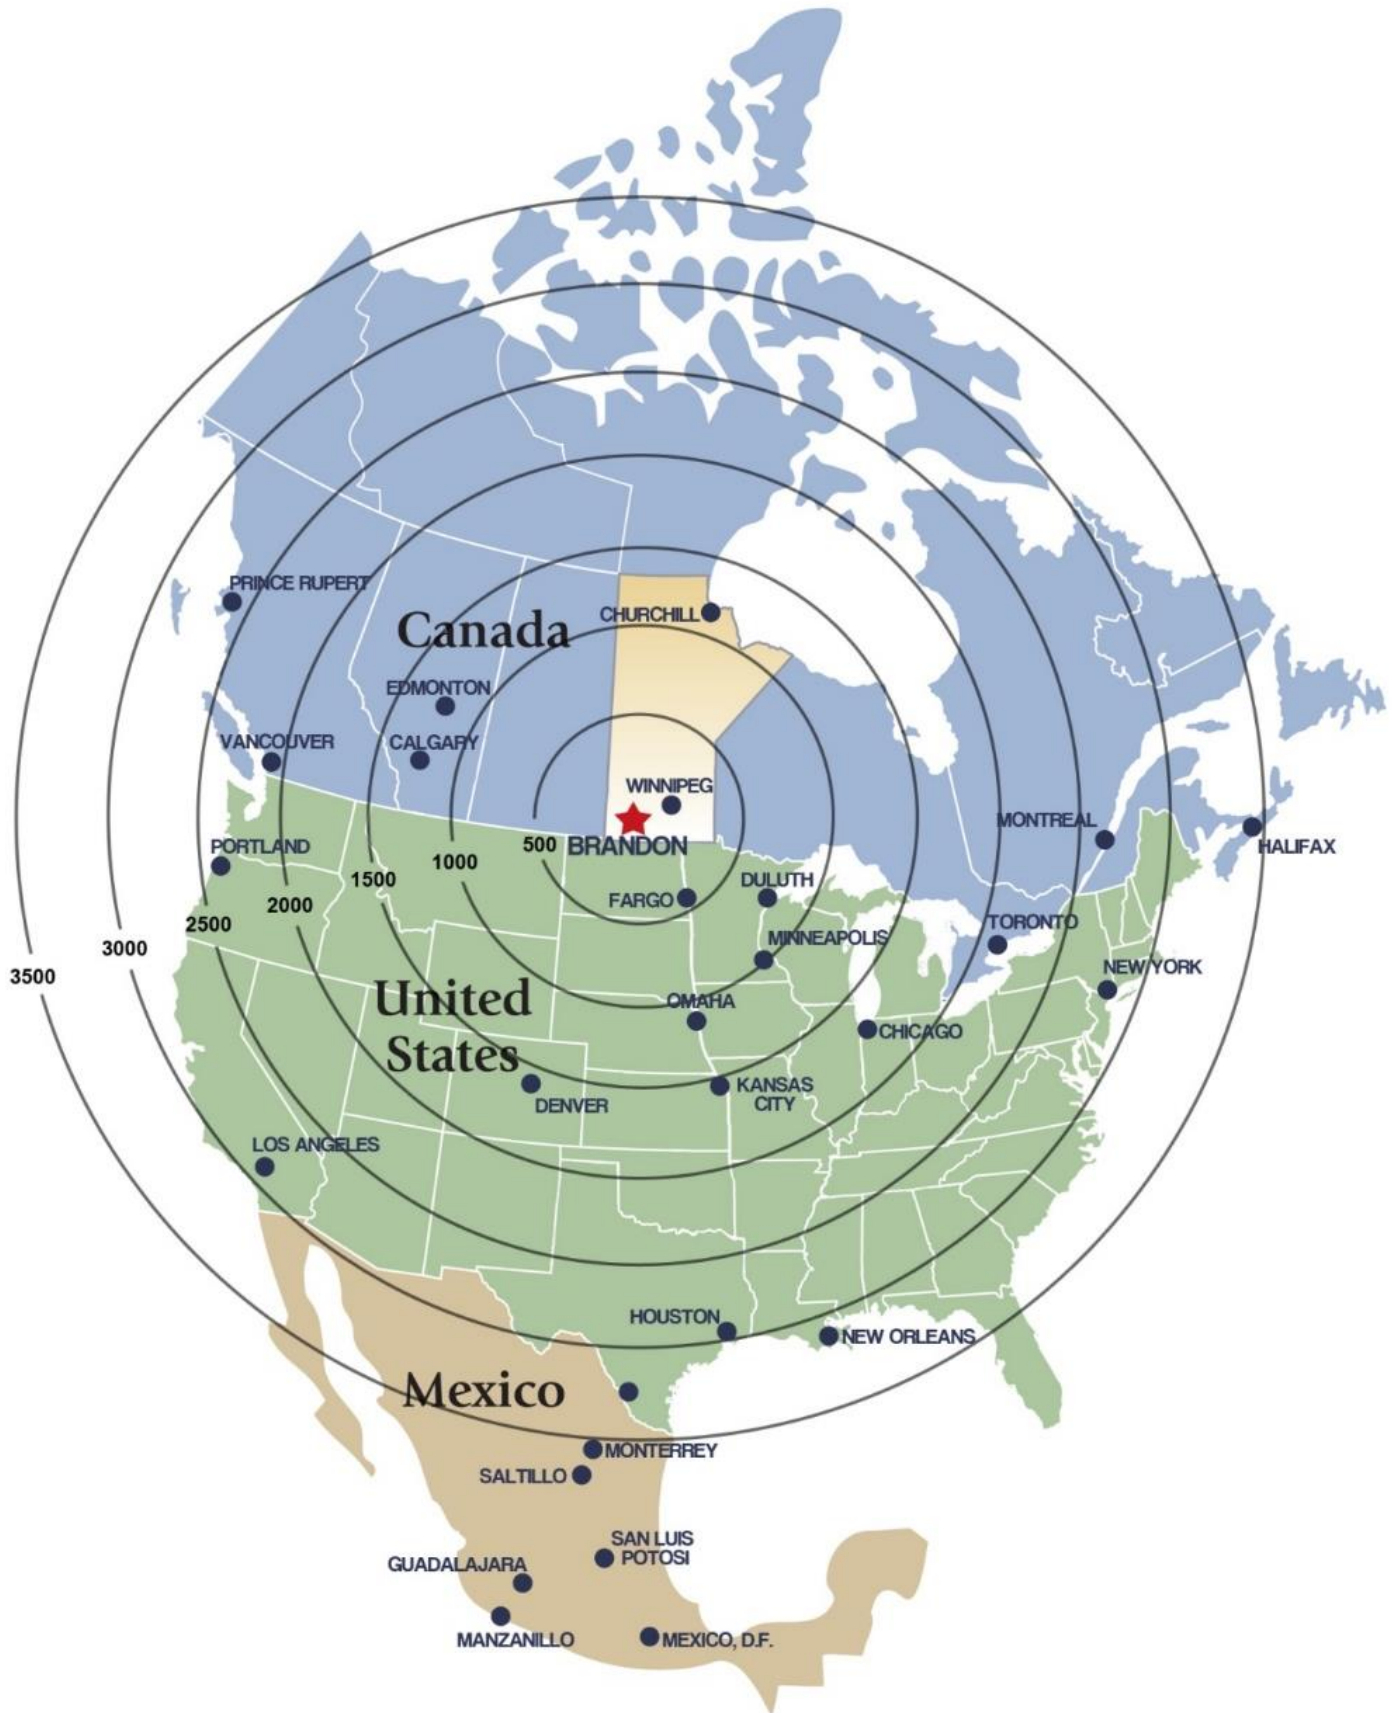 PRINCE RUPERT
Canada
CHURCHILL
EDMONTON
VANCOUVER
CALGARY
WINNIPEG
BRANDON
MONTREAL
HALIFAX
PORTLAND
500
1000
1500
2000
2500
3000
3500
FARGO
DULUTH
TORONTO
MINNEAPOLIS
NEW YORK
United
States
OMAHA
CHICAGO
DENVER
KANSAS
CITY
LOS ANGELES
HOUSTON
NEW ORLEANS
Mexico
MONTERREY
SALTILLO
SAN LUIS
POTOSI
GUADALAJARA
MANZANILLO
MEXICO, D.F.